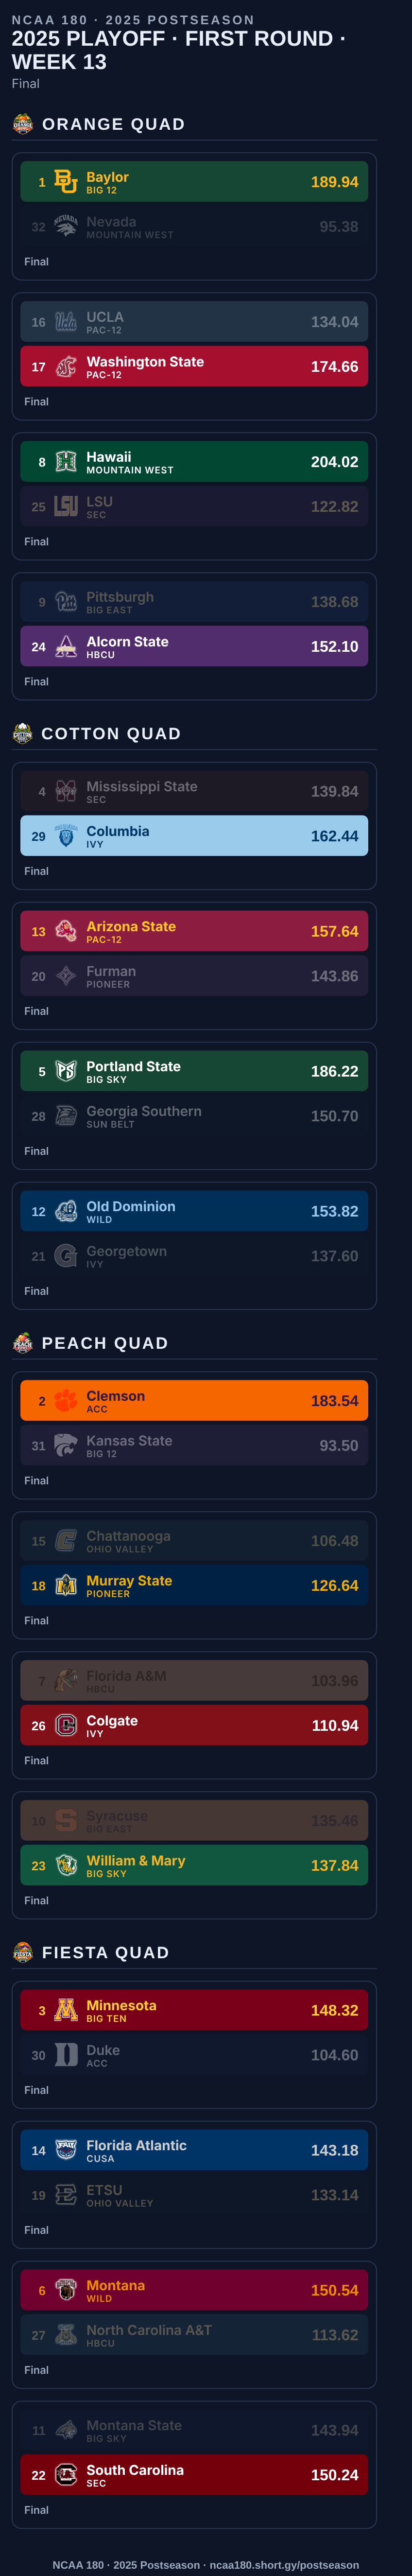 NCAA 180 · 2025 POSTSEASON
2025 PLAYOFF · FIRST ROUND ·
WEEK 13
Final
ORANGE QUAD
1 Baylor 189.94
BIG 12
32 Nevada 95.38
MOUNTAIN WEST
Final
16 UCLA 134.04
PAC-12
17 Washington State 174.66
PAC-12
Final
8 Hawaii 204.02
MOUNTAIN WEST
25 LSU 122.82
SEC
Final
9 Pittsburgh 138.68
BIG EAST
24 Alcorn State 152.10
HBCU
Final
COTTON QUAD
4 Mississippi State 139.84
SEC
29 Columbia 162.44
IVY
Final
13 Arizona State 157.64
PAC-12
20 Furman 143.86
PIONEER
Final
5 Portland State 186.22
BIG SKY
28 Georgia Southern 150.70
SUN BELT
Final
12 Old Dominion 153.82
WILD
21 Georgetown 137.60
IVY
Final
PEACH QUAD
2 Clemson 183.54
ACC
31 Kansas State 93.50
BIG 12
Final
15 Chattanooga 106.48
OHIO VALLEY
18 Murray State 126.64
PIONEER
Final
7 Florida A&M 103.96
HBCU
26 Colgate 110.94
IVY
Final
10 Syracuse 135.46
BIG EAST
23 William & Mary 137.84
BIG SKY
Final
FIESTA QUAD
3 Minnesota 148.32
BIG TEN
30 Duke 104.60
ACC
Final
14 Florida Atlantic 143.18
CUSA
19 ETSU 133.14
OHIO VALLEY
Final
6 Montana 150.54
WILD
27 North Carolina A&T 113.62
HBCU
Final
11 Montana State 143.94
BIG SKY
22 South Carolina 150.24
SEC
Final
NCAA 180 · 2025 Postseason · ncaa180.short.gy/postseason